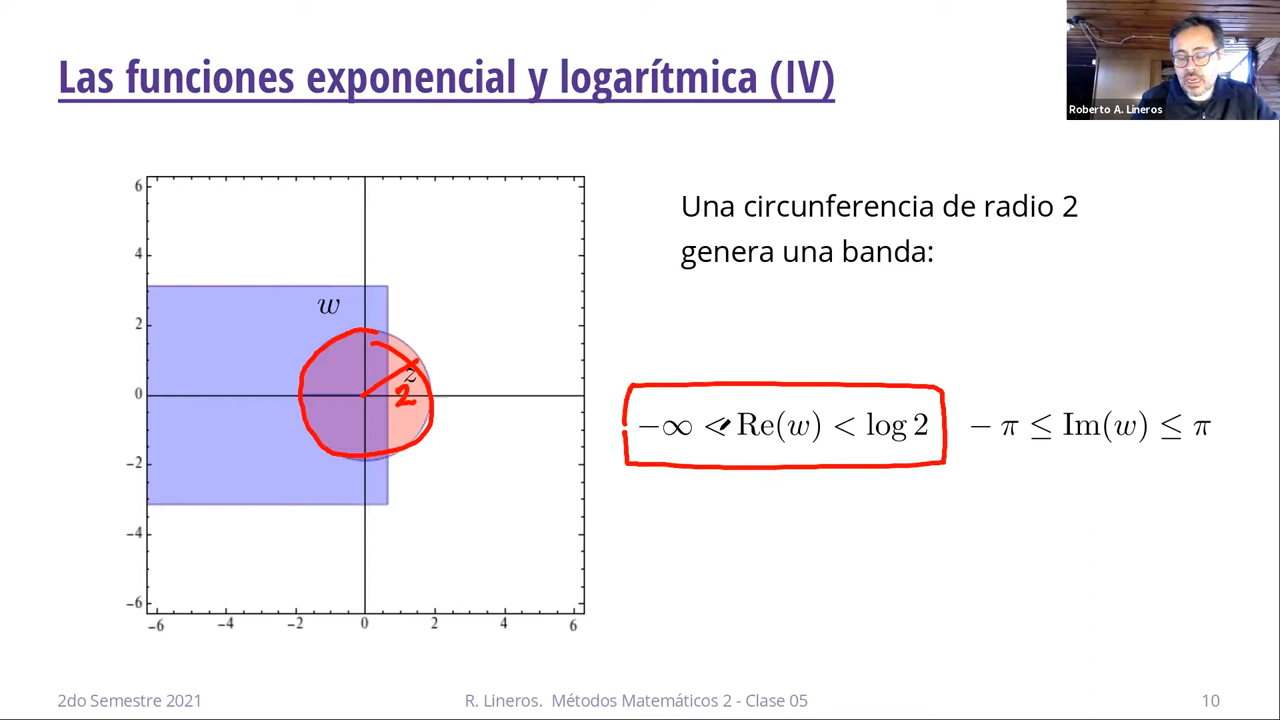 Las funciones exponencial y logarítmica (IV)
Roberto A. Lineros
6
4
2
0
−2
−4
−6
−6
−4
−2
0
2
4
6
w
z
2
Una circunferencia de radio 2
genera una banda:
−∞ < Re(w) < log 2   − π ≤ Im(w) ≤ π
2do Semestre 2021
R. Lineros. Métodos Matemáticos 2 - Clase 05
10